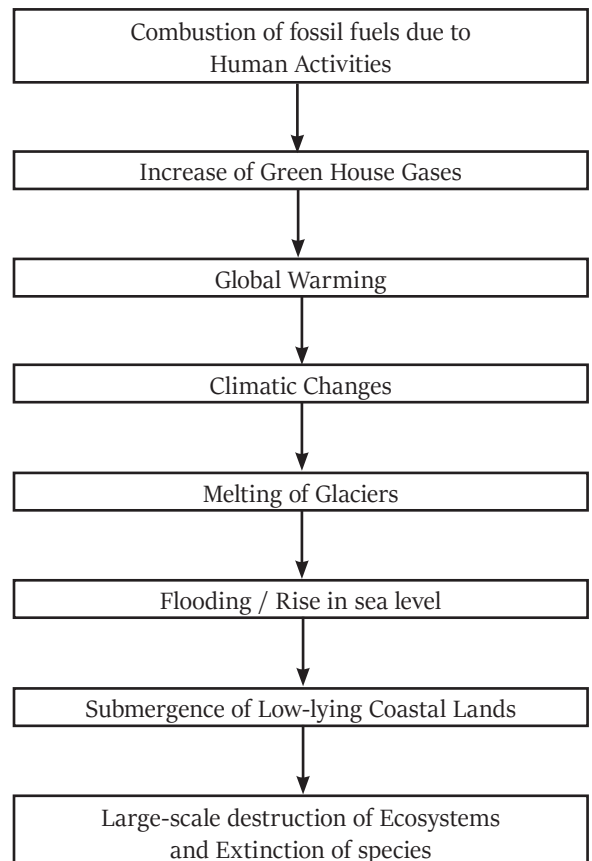 Combustion of fossil fuels due to
Human Activities
Increase of Green House Gases
Global Warming
Climatic Changes
Melting of Glaciers
Flooding / Rise in sea level
Submergence of Low-lying Coastal Lands
Large-scale destruction of Ecosystems
and Extinction of species